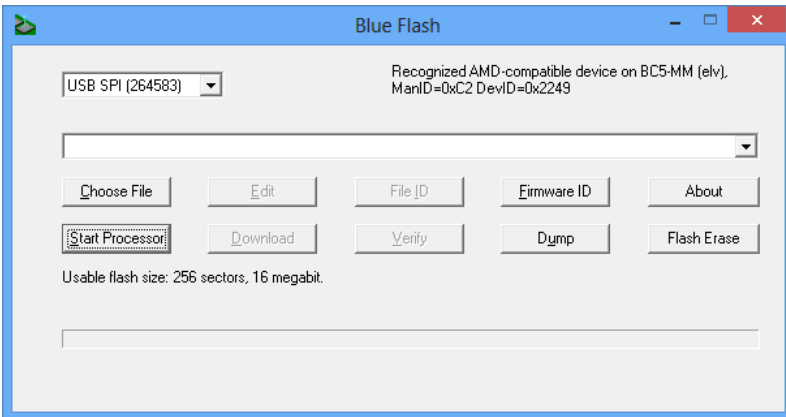 Blue Flash
USB SPI (264583)
Recognized AMD-compatible device on BC5-MM (elv),
ManID=0xC2 DevID=0x2249
Choose File
Edit
File ID
Firmware ID
About
Start Processor
Download
Verify
Dump
Flash Erase
Usable flash size: 256 sectors, 16 megabit.